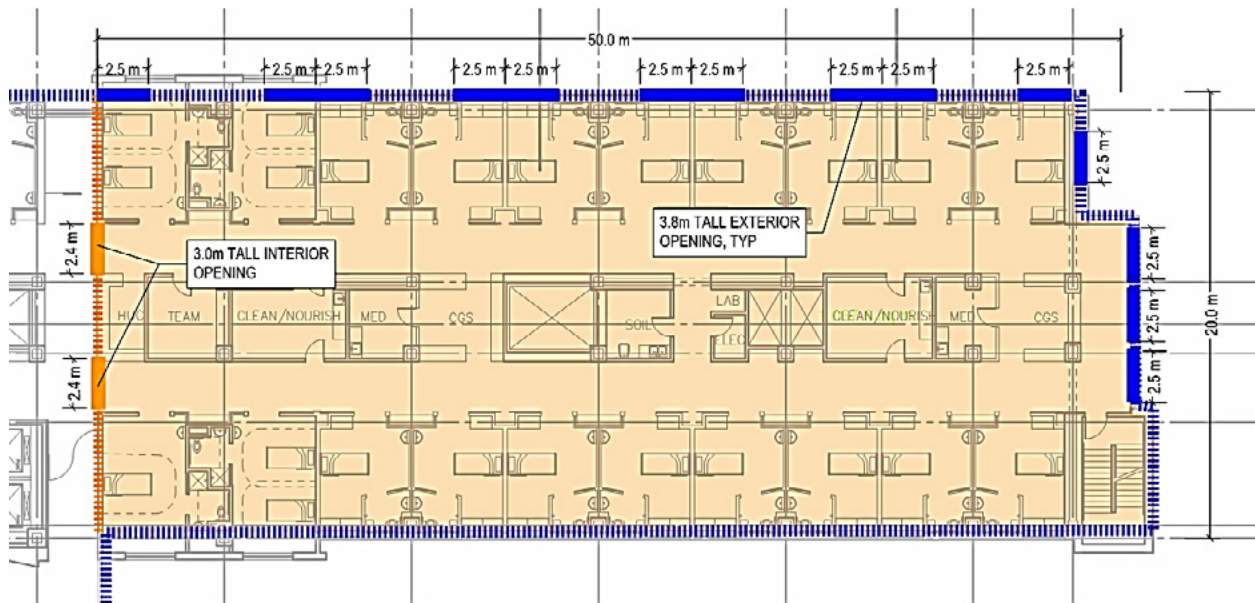 50.0 m
2.5 m 2.5 m 2.5 m 2.5 m 2.5 m 2.5 m 2.5 m 2.5 m 2.5 m 2.5 m
2.5 m
3.8m TALL EXTERIOR
OPENING, TYP
3.0m TALL INTERIOR
OPENING
2.4 m
2.5 m
2.5 m
2.5 m
20.0 m
HUC TEAM CLEAN/NOURISH MED CGS SOIL LAB ELEC CLEAN/NOURISH MED CGS
2.4 m